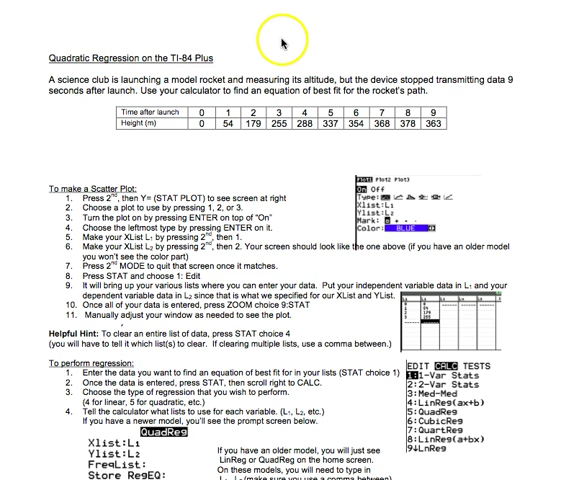 Quadratic Regression on the TI-84 Plus
A science club is launching a model rocket and measuring its altitude, but the device stopped transmitting data 9
seconds after launch. Use your calculator to find an equation of best fit for the rocket's path.
Time after launch 0 1 2 3 4 5 6 7 8 9
Height (m) 0 54 179 255 288 337 354 368 378 363
To make a Scatter Plot:
1. Press 2nd, then Y= (STAT PLOT) to see screen at right
2. Choose a plot to use by pressing 1, 2, or 3.
3. Turn the plot on by pressing ENTER on top of "On"
4. Choose the leftmost type by pressing ENTER on it.
5. Make your XList L1 by pressing 2nd, then 1.
6. Make your XList L2 by pressing 2nd, then 2. Your screen should look like the one above (if you have an older model
you won't see the color part)
7. Press 2nd MODE to quit that screen once it matches.
8. Press STAT and choose 1: Edit
9. It will bring up your various lists where you can enter your data. Put your independent variable data in L1 and your
dependent variable data in L2 since that is what we specified for our XList and YList.
10. Once all of your data is entered, press ZOOM choice 9:STAT
11. Manually adjust your window as needed to see the plot.
Plot1 Plot2 Plot3
On Off
Type:
Xlist:L1
Ylist:L2
Mark:
Color: BLUE
Helpful Hint: To clear an entire list of data, press STAT choice 4
(you will have to tell it which list(s) to clear. If clearing multiple lists, use a comma between.)
To perform regression:
1. Enter the data you want to find an equation of best fit for in your lists (STAT choice 1)
2. Once the data is entered, press STAT, then scroll right to CALC.
3. Choose the type of regression that you wish to perform.
(4 for linear, 5 for quadratic, etc.)
4. Tell the calculator what lists to use for each variable. (L1, L2, etc.)
If you have a newer model, you'll see the prompt screen below.
EDIT CALC TESTS
1:1-Var Stats
2:2-Var Stats
3:Med-Med
4:LinReg(ax+b)
5:QuadReg
6:CubicReg
7:QuartReg
8:LinReg(a+bx)
9↓LnReg
QuadReg
Xlist:L1
Ylist:L2
FreqList:
Store RegEQ:
If you have an older model, you will just see
LinReg or QuadReg on the home screen.
On these models, you will need to type in